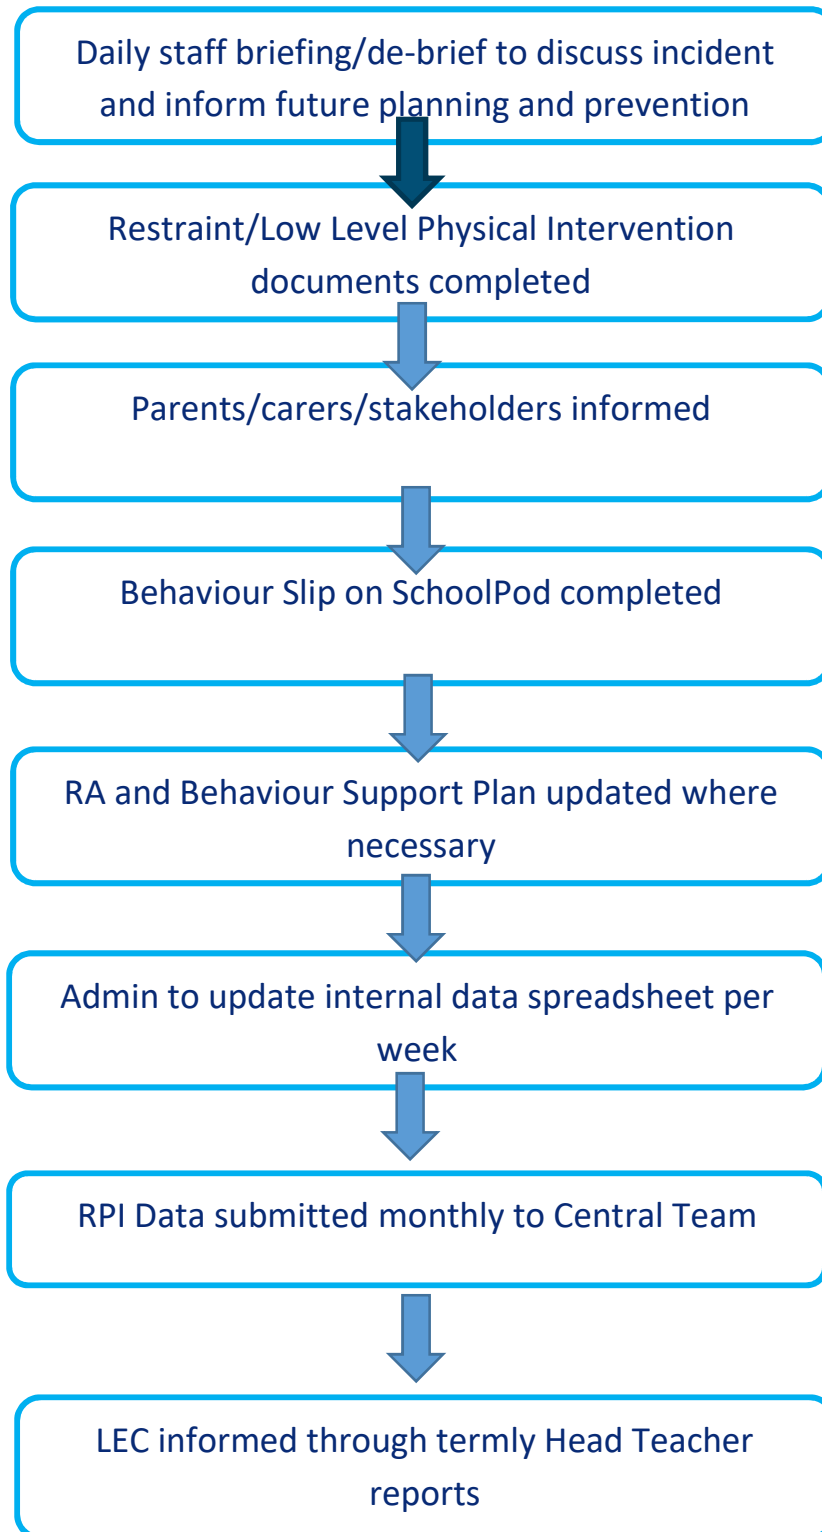 Daily staff briefing/de-brief to discuss incident
and inform future planning and prevention
Restraint/Low Level Physical Intervention
documents completed
Parents/carers/stakeholders informed
Behaviour Slip on SchoolPod completed
RA and Behaviour Support Plan updated where
necessary
Admin to update internal data spreadsheet per
week
RPI Data submitted monthly to Central Team
LEC informed through termly Head Teacher
reports